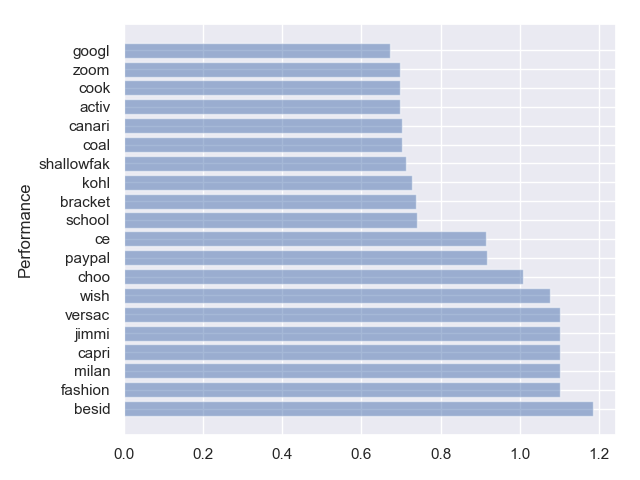 googl
zoom
cook
activ
canari
coal
shallowfak
kohl
bracket
school
ce
paypal
choo
wish
versac
jimmi
capri
milan
fashion
besid
Performance
0.0 0.2 0.4 0.6 0.8 1.0 1.2